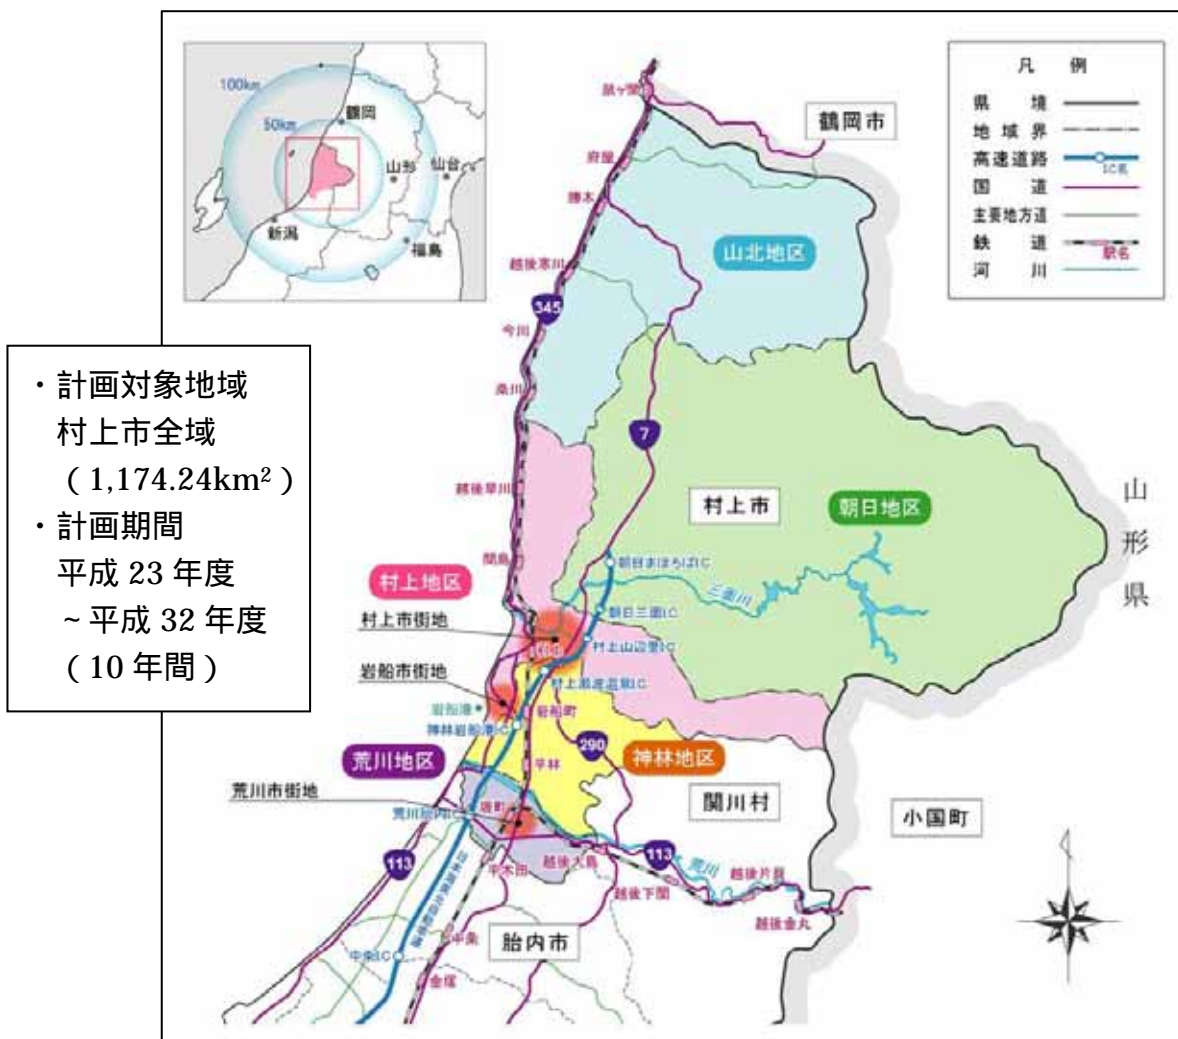 ・計画対象地域
村上市全域
（1,174.24km²）
・計画期間
平成 23 年度
～平成 32 年度
（10 年間）
100km
50km
鶴岡
山形
仙台
新潟
福島
凡 例
県 境
地 域 界
高速道路
IC名
国 道
主要地方道
鉄 道
駅名
河 川
鼠ヶ関
鶴岡市
府屋
勝木
山北地区
越後寒川
345
今川
桑川
7
越後早川
村上市
朝日地区
山形県
間島
朝日まほろばIC
三面川
村上地区
朝日三面IC
村上市街地
村上山辺里IC
岩船市街地
村上瀬波温泉IC
岩船港
岩船町
神林岩船港IC
290
荒川地区
平林
神林地区
荒川市街地
坂町
関川村
小国町
荒川胎内IC
113
日本海東北自動車道
平木田
越後大島
113
荒川
越後片貝
越後下関
越後金丸
胎内市
中条
中条IC
金塚